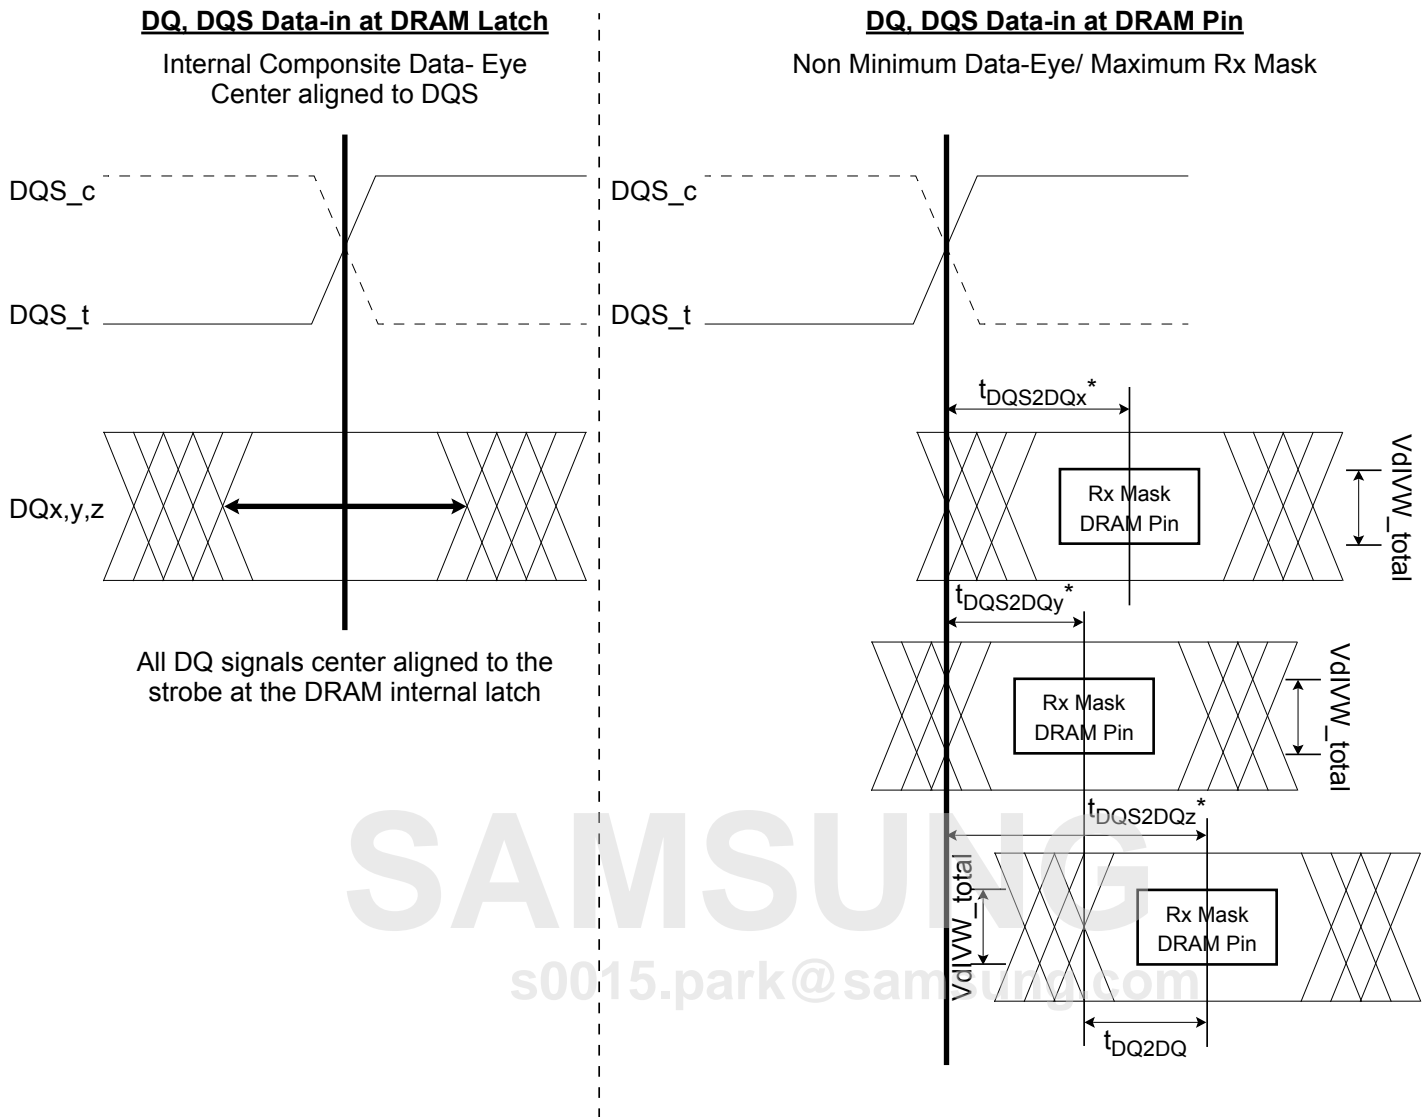 DQ, DQS Data-in at DRAM Latch
Internal Componsite Data- Eye
Center aligned to DQS
DQS_c
DQS_t
DQx,y,z
All DQ signals center aligned to the
strobe at the DRAM internal latch
DQ, DQS Data-in at DRAM Pin
Non Minimum Data-Eye/ Maximum Rx Mask
DQS_c
DQS_t
tDQS2DQx*
Rx Mask
DRAM Pin
VdIVW_total
tDQS2DQy*
Rx Mask
DRAM Pin
VdIVW_total
tDQS2DQz*
VdIVW_total
Rx Mask
DRAM Pin
tDQ2DQ
SAMSUNG
s0015.park@samsung.com